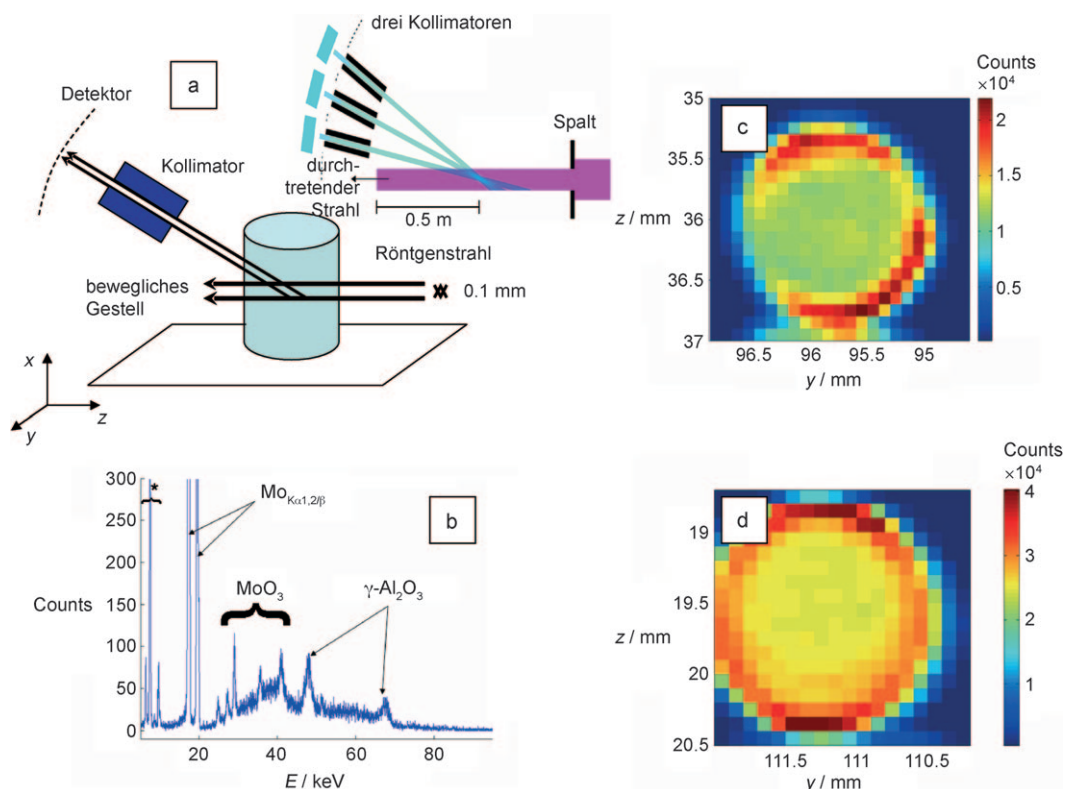 a
drei Kollimatoren
Detektor
Kollimator
durch-
tretender
Strahl
0.5 m
Spalt
Röntgenstrahl
bewegliches
Gestell
0.1 mm
x
y
z
c
Counts
×10⁴
35
35.5
36
36.5
37
z / mm
96.5
96
95.5
95
y / mm
2
1.5
1
0.5
b
300
250
200
150
100
50
0
Counts
*
Mo Kα1,2/β
MoO₃
γ-Al₂O₃
20
40
60
80
E / keV
d
Counts
×10⁴
19
19.5
20
20.5
z / mm
111.5
111
110.5
y / mm
4
3
2
1